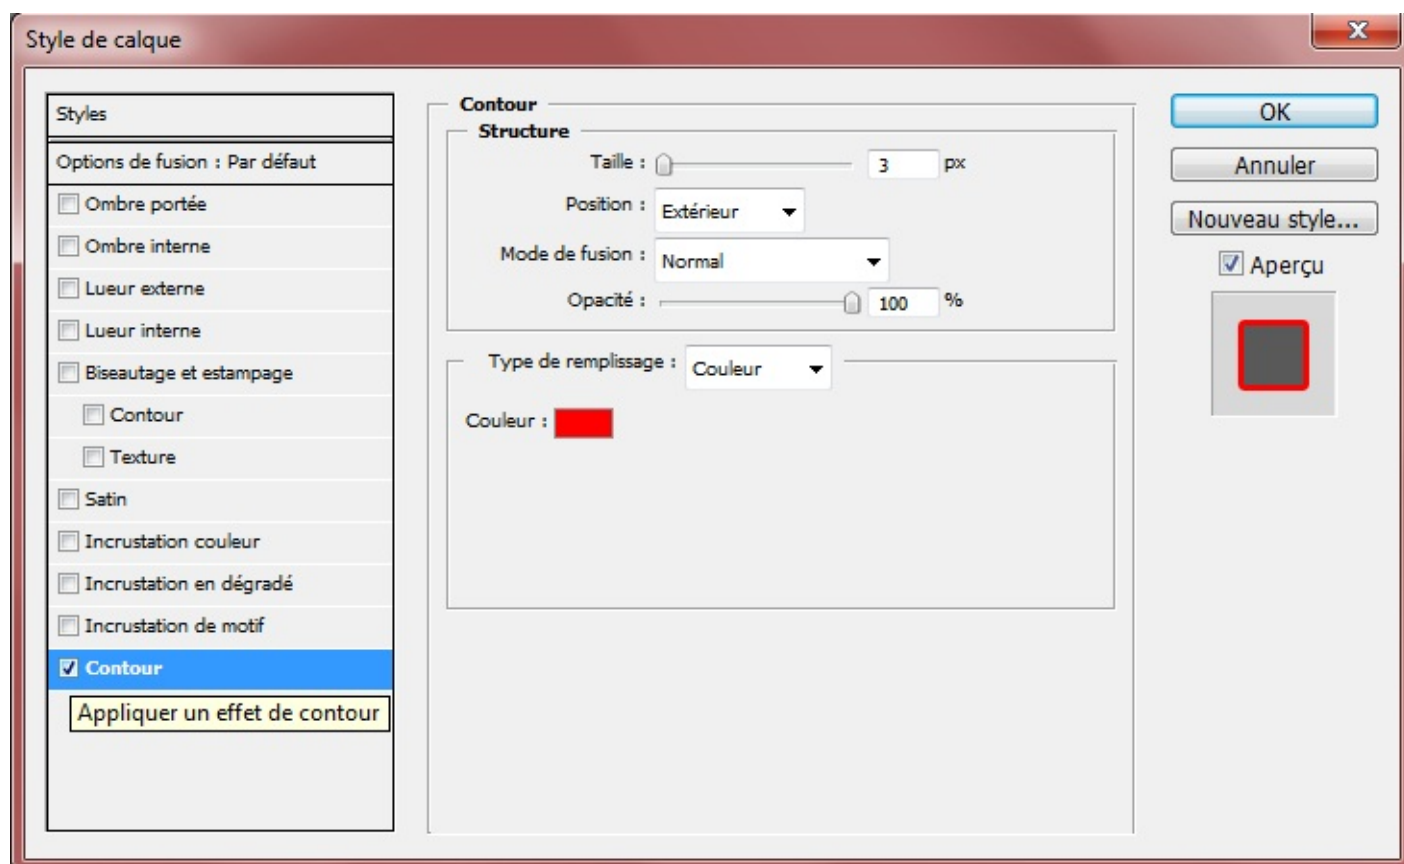 Style de calque
X
Styles
Options de fusion : Par défaut
Ombre portée
Ombre interne
Lueur externe
Lueur interne
Biseautage et estampage
Contour
Texture
Satin
Incrustation couleur
Incrustation en dégradé
Incrustation de motif
Contour
Appliquer un effet de contour
Contour
Structure
Taille : 3 px
Position : Extérieur
Mode de fusion : Normal
Opacité : 100 %
Type de remplissage : Couleur
Couleur :
OK
Annuler
Nouveau style...
Aperçu